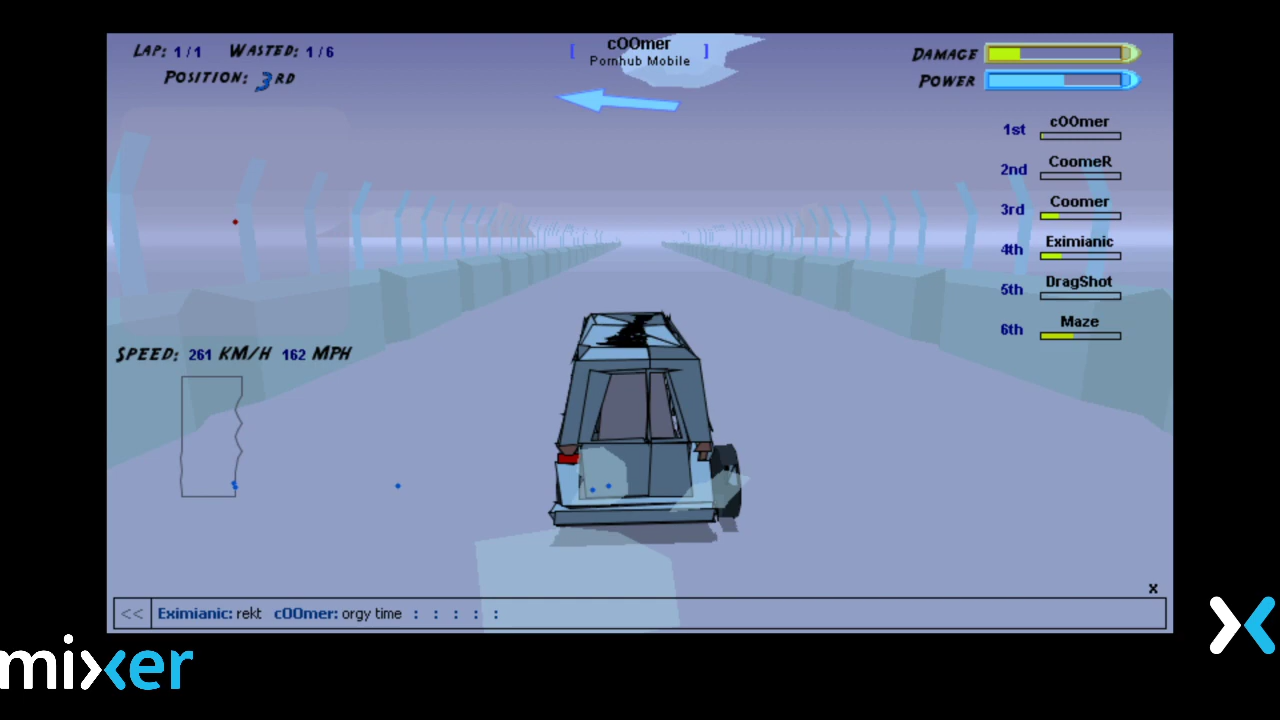 LAP: 1/1 WASTED: 1/6
POSITION: 3RD
[ cOOmer ]
Pornhub Mobile
DAMAGE
POWER
1st cOOmer
2nd CoomeR
3rd Coomer
4th Eximianic
5th DragShot
6th Maze
SPEED: 261 KM/H 162 MPH
x
<< Eximianic: rekt cOOmer: orgy time : : : : :
mixer